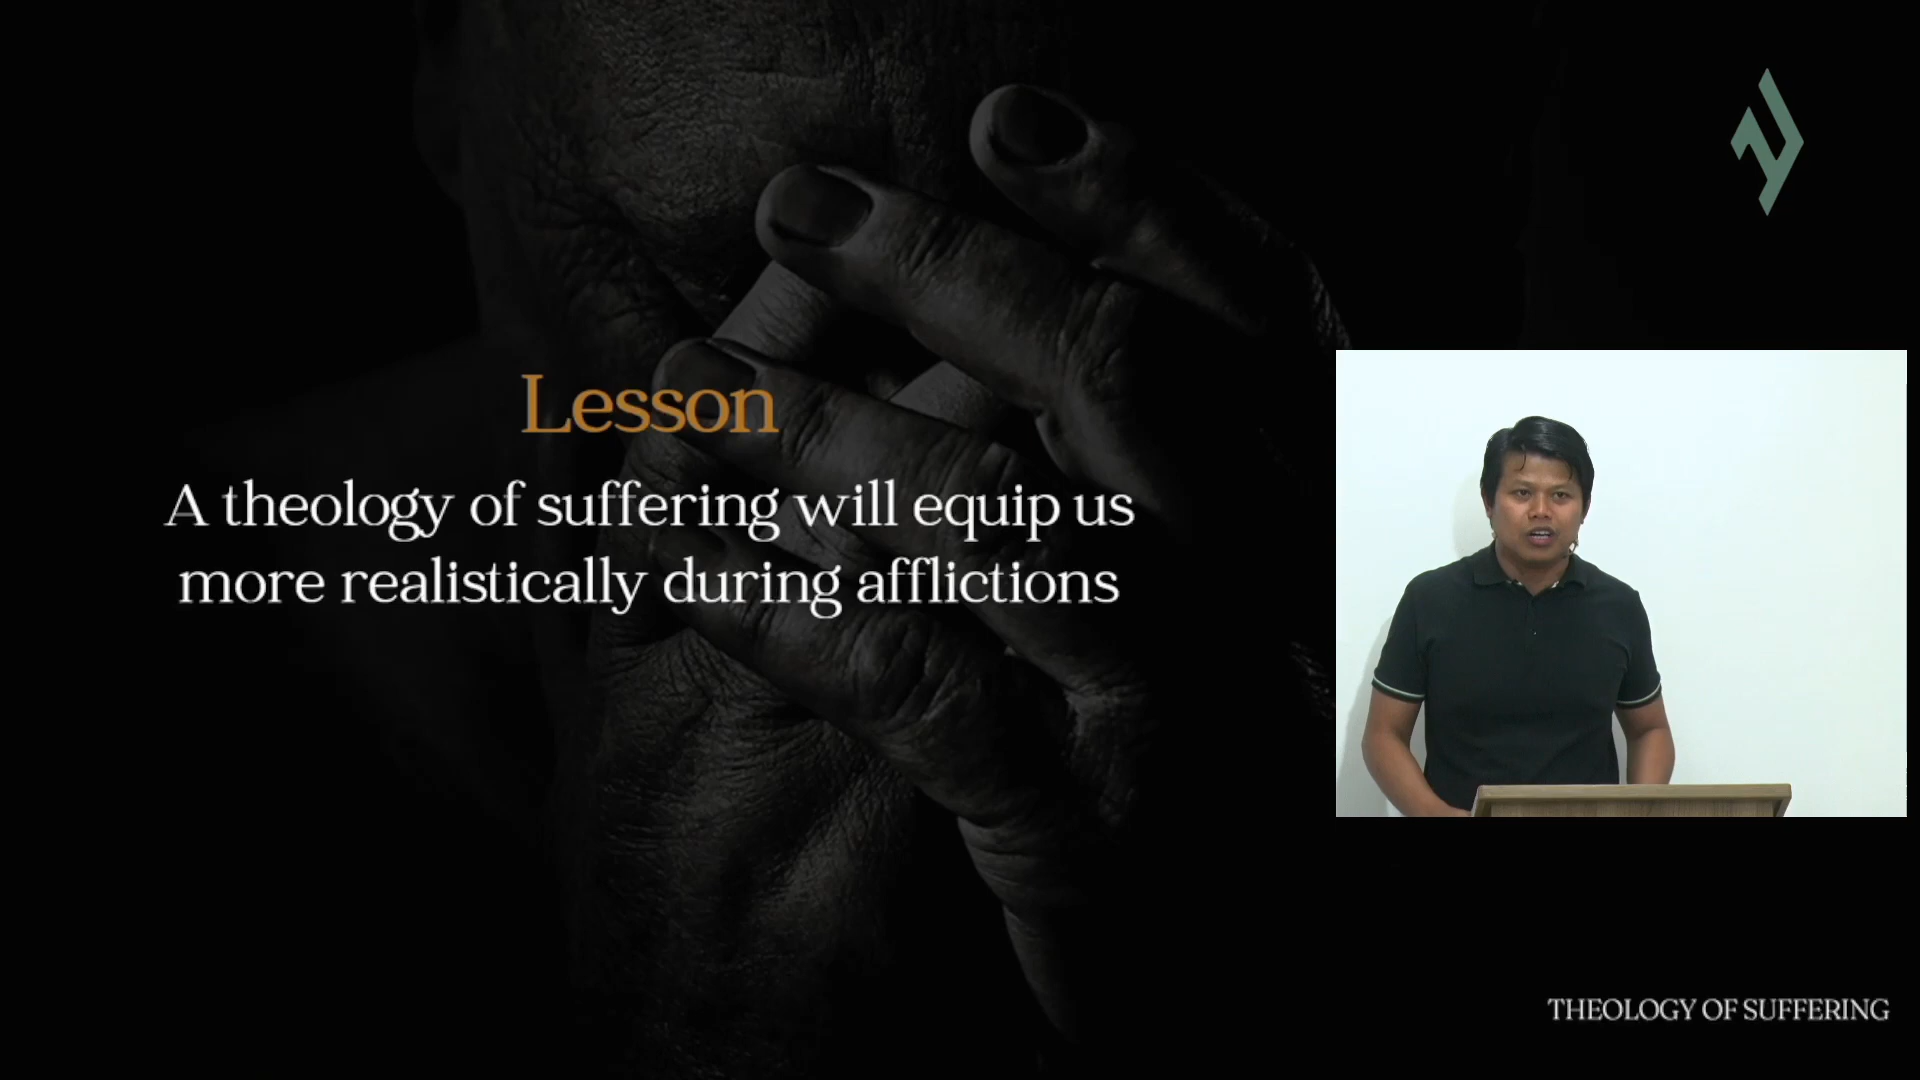 Lesson
A theology of suffering will equip us
more realistically during afflictions
THEOLOGY OF SUFFERING